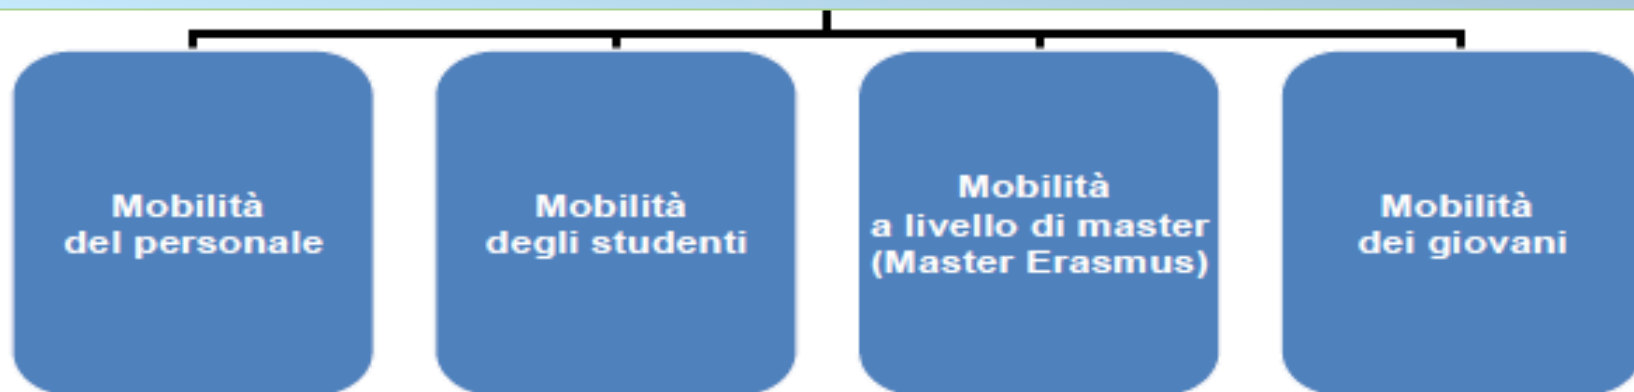 Mobilità
del personale
Mobilità
degli studenti
Mobilità
a livello di master
(Master Erasmus)
Mobilità
dei giovani